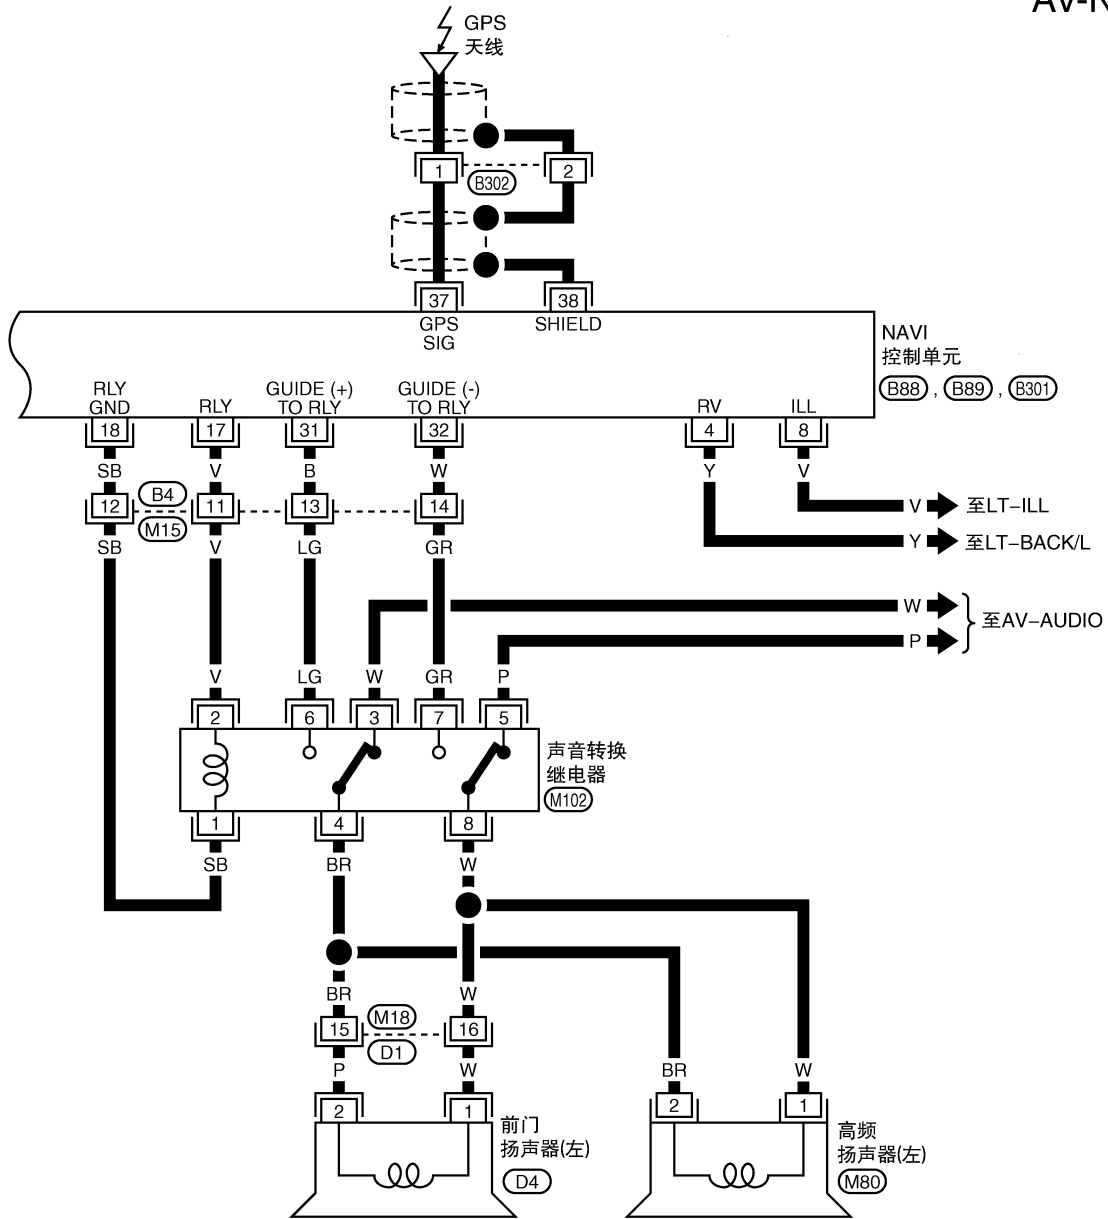 AV-N
GPS
天线
1
2
B302
37
38
GPS
SIG
SHIELD
NAVI
控制单元
B88 , B89 , B301
RLY
GND
RLY
GUIDE (+)
TO RLY
GUIDE (-)
TO RLY
RV
ILL
18
17
31
32
4
8
SB
V
B
W
Y
V
12
B4
M15
11
13
14
V
至LT-ILL
SB
V
LG
GR
Y
至LT-BACK/L
W
P
至AV-AUDIO
V
LG
W
GR
P
2
6
3
7
5
声音转换
继电器
M102
1
4
8
SB
BR
W
BR
W
15
M18
D1
16
P
W
BR
W
2
1
2
1
前门
扬声器(左)
D4
高频
扬声器(左)
M80